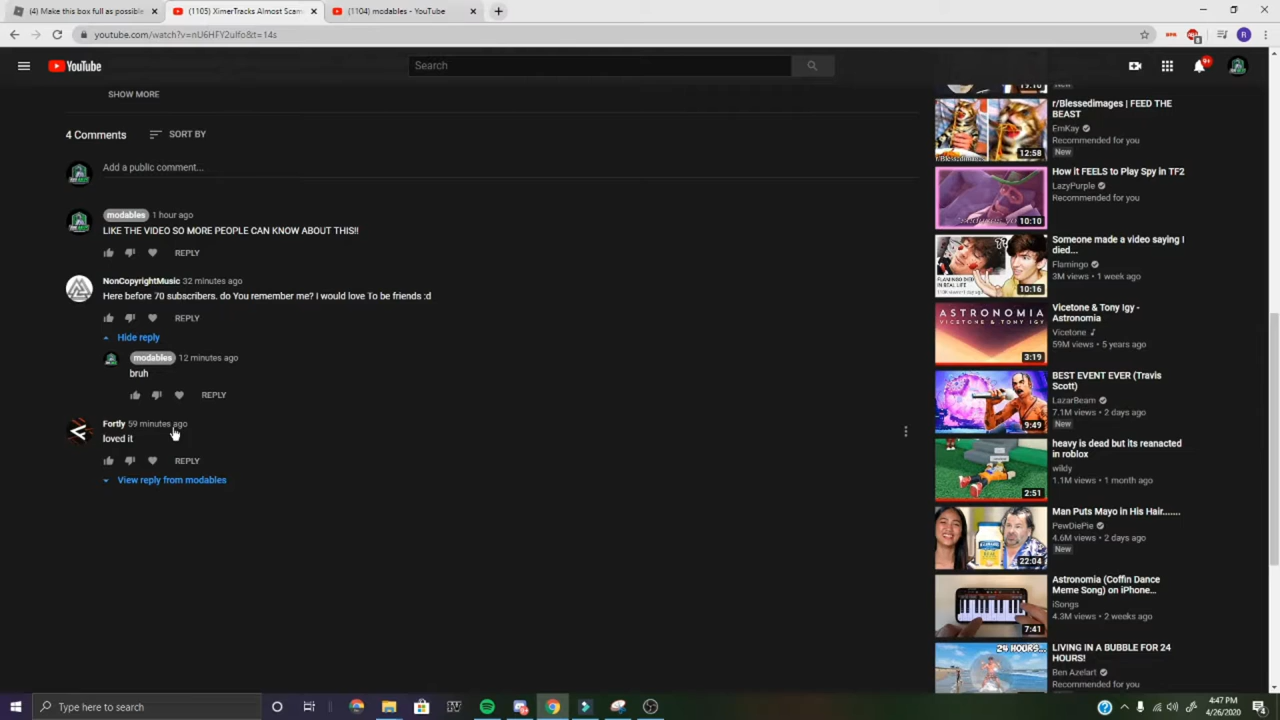 (4) Make this box full as possible
(1105) XimerTracks Almost Scam
(1104) modables - YouTube
youtube.com/watch?v=nU6HFY2uIfo&t=14s
YouTube
Search
9+
SHOW MORE
4 Comments
SORT BY
Add a public comment...
modables 1 hour ago
LIKE THE VIDEO SO MORE PEOPLE CAN KNOW ABOUT THIS!!
REPLY
NonCopyrightMusic 32 minutes ago
Here before 70 subscribers. do You remember me? I would love To be friends :d
REPLY
Hide reply
modables 12 minutes ago
bruh
REPLY
Fortly 59 minutes ago
loved it
REPLY
View reply from modables
19:10
New
r/Blessedimages | FEED THE
BEAST
EmKay
Recommended for you
New
12:58
How it FEELS to Play Spy in TF2
LazyPurple
Recommended for you
10:10
Someone made a video saying I
died...
Flamingo
3M views • 1 week ago
FLAMINGO DIED
IN REAL LIFE
10:16
Vicetone & Tony Igy -
Astronomia
Vicetone
59M views • 5 years ago
ASTRONOMIA
VICETONE & TONY IGY
3:19
BEST EVENT EVER (Travis
Scott)
LazarBeam
7.1M views • 2 days ago
New
9:49
heavy is dead but its reanacted
in roblox
wildy
1.1M views • 1 month ago
2:51
Man Puts Mayo in His Hair.......
PewDiePie
4.6M views • 2 days ago
New
22:04
Astronomia (Coffin Dance
Meme Song) on iPhone...
iSongs
4.3M views • 2 weeks ago
7:41
LIVING IN A BUBBLE FOR 24
HOURS!
Ben Azelart
Recommended for you
24 HOURS...
Type here to search
4:47 PM
4/26/2020